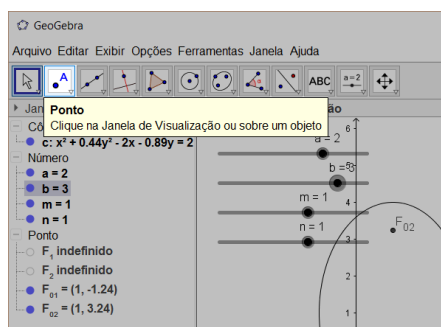 GeoGebra
Arquivo Editar Exibir Opções Ferramentas Janela Ajuda
A
ABC
a=2
Ponto
Clique na Janela de Visualização ou sobre um objeto
c: x² + 0.44y² - 2x - 0.89y = 2
Número
a = 2
b = 3
m = 1
n = 1
Ponto
F₁ indefinido
F₂ indefinido
F₀₁ = (1, -1.24)
F₀₂ = (1, 3.24)
a = 2
m = 1
n = 1
6
4
3
2
1
F₀₂